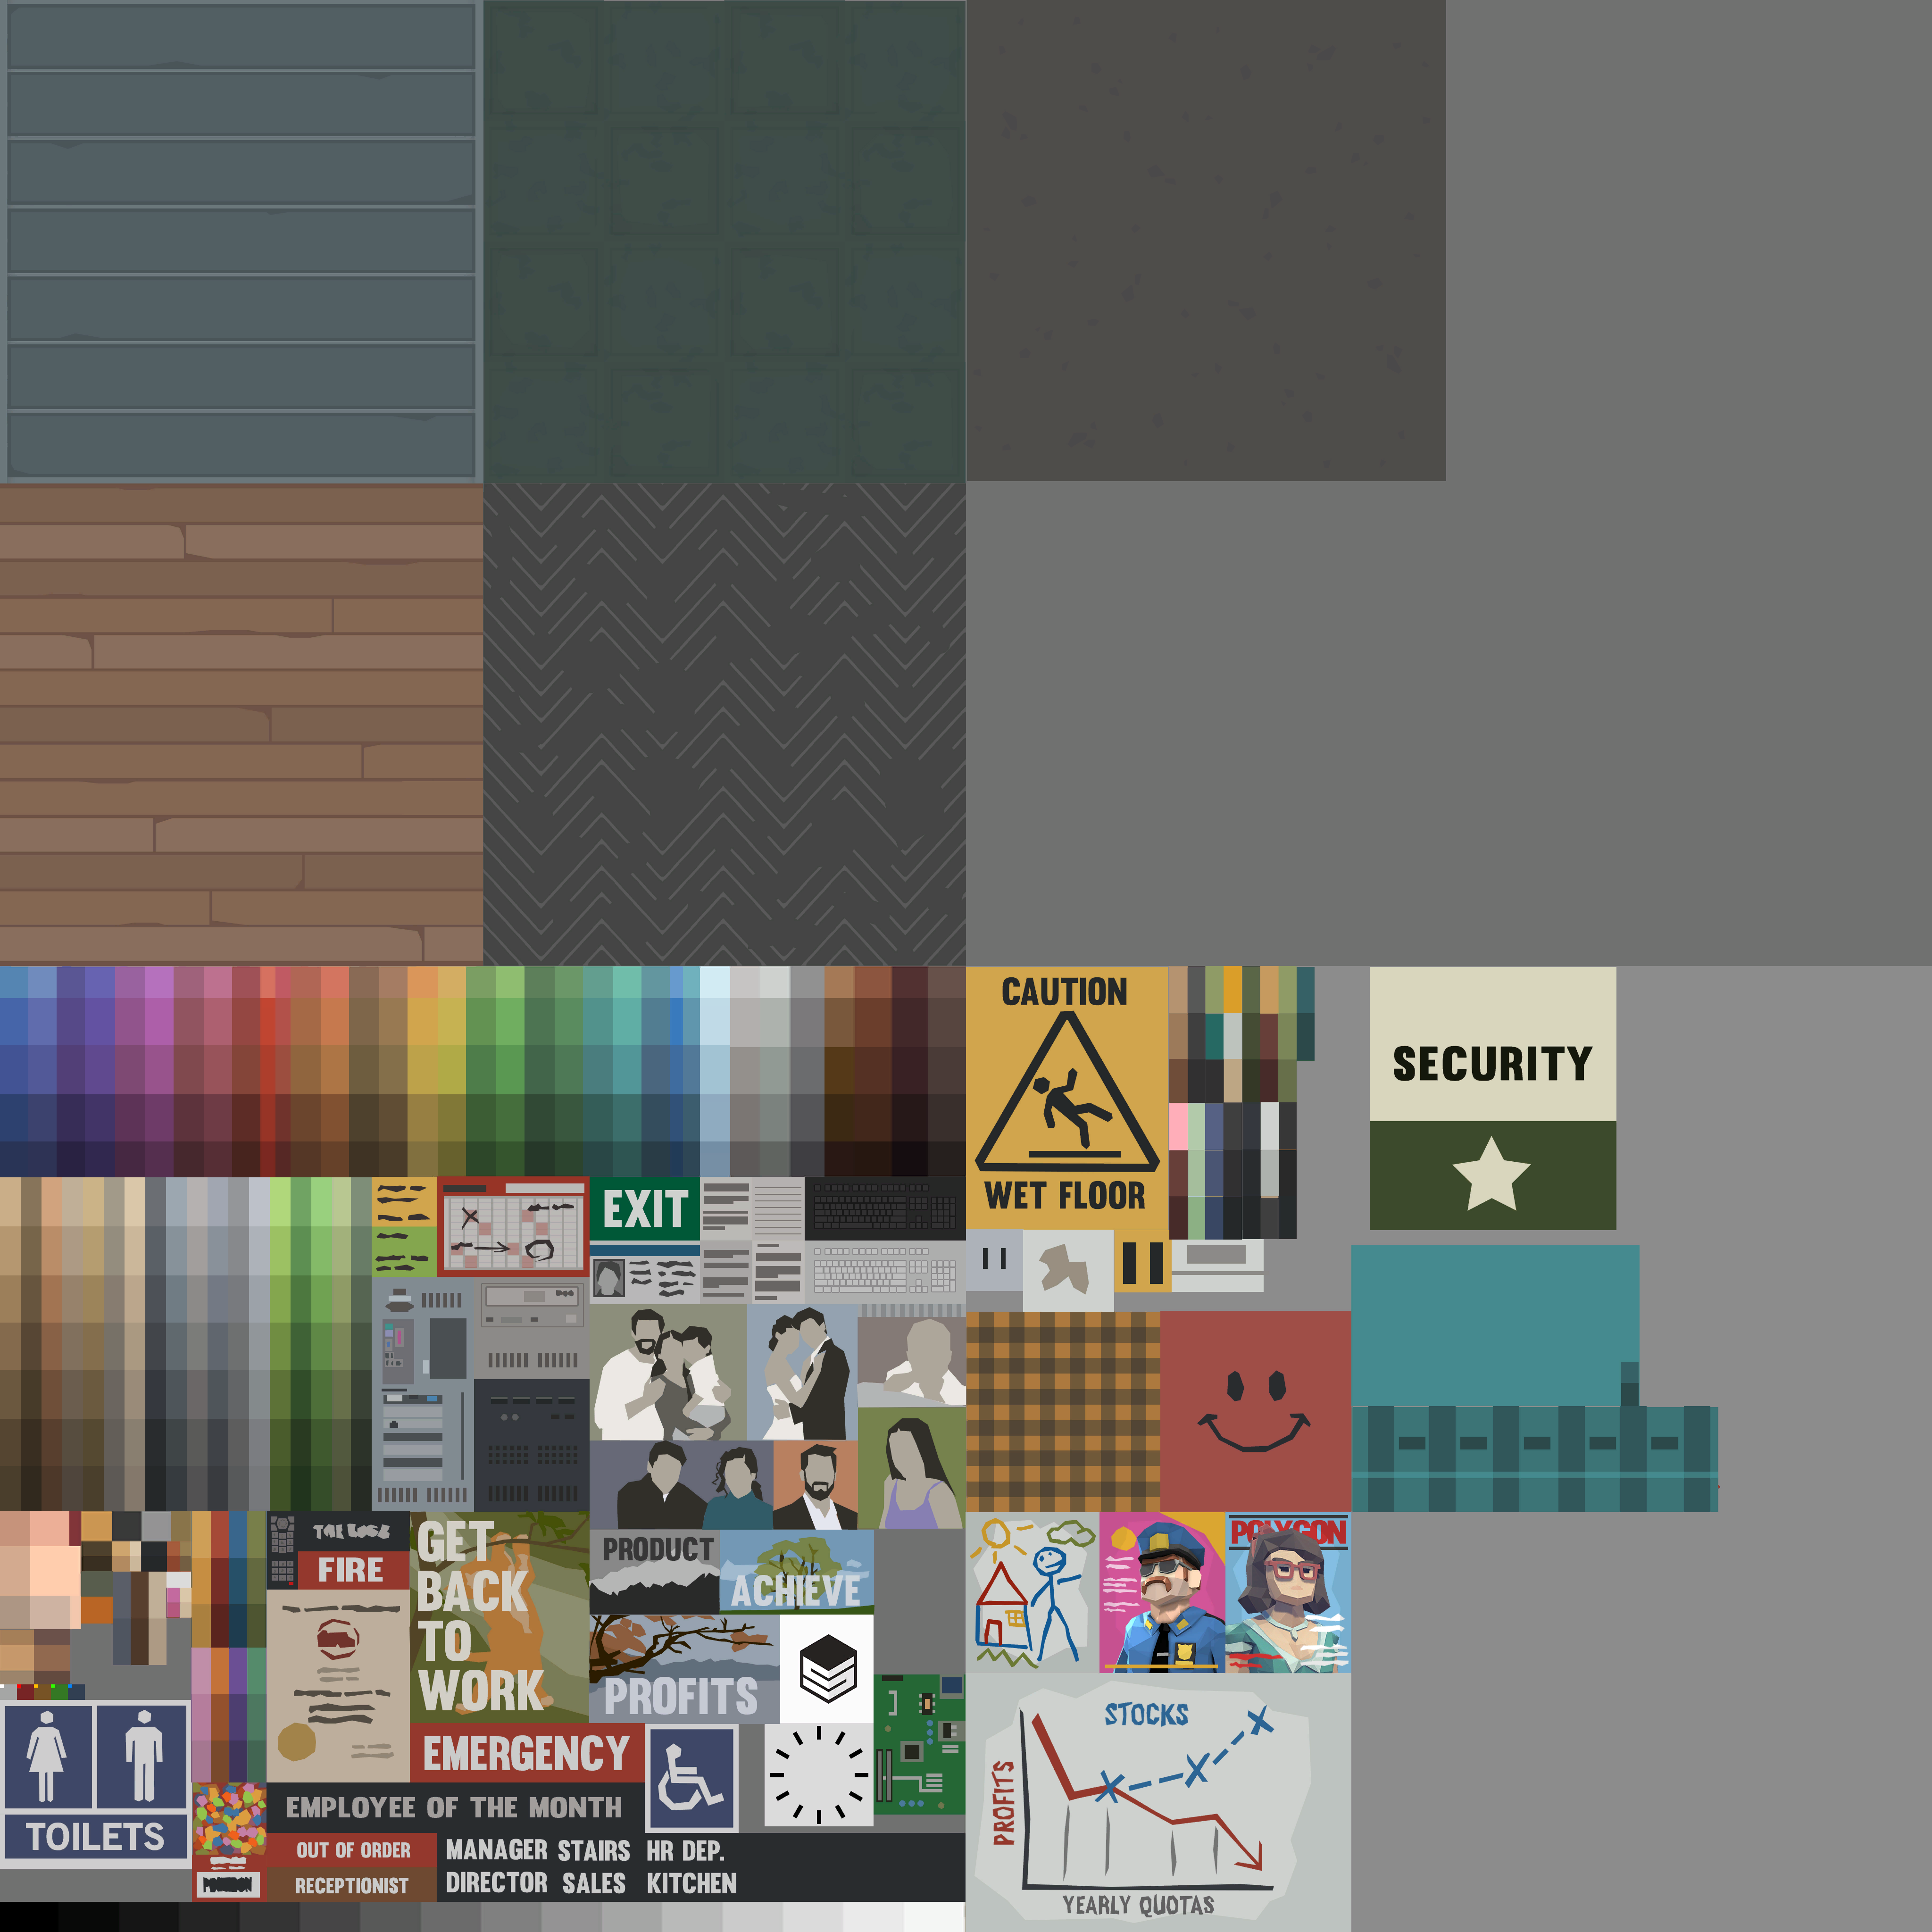 CAUTION
WET FLOOR
SECURITY
EXIT
FIRE
GET
BACK
TO
WORK
PRODUCT
ACHIEVE
PROFITS
POLYGON
EMERGENCY
TOILETS
EMPLOYEE OF THE MONTH
OUT OF ORDER
RECEPTIONIST
MANAGER STAIRS HR DEP.
DIRECTOR SALES KITCHEN
STOCKS
PROFITS
YEARLY QUOTAS